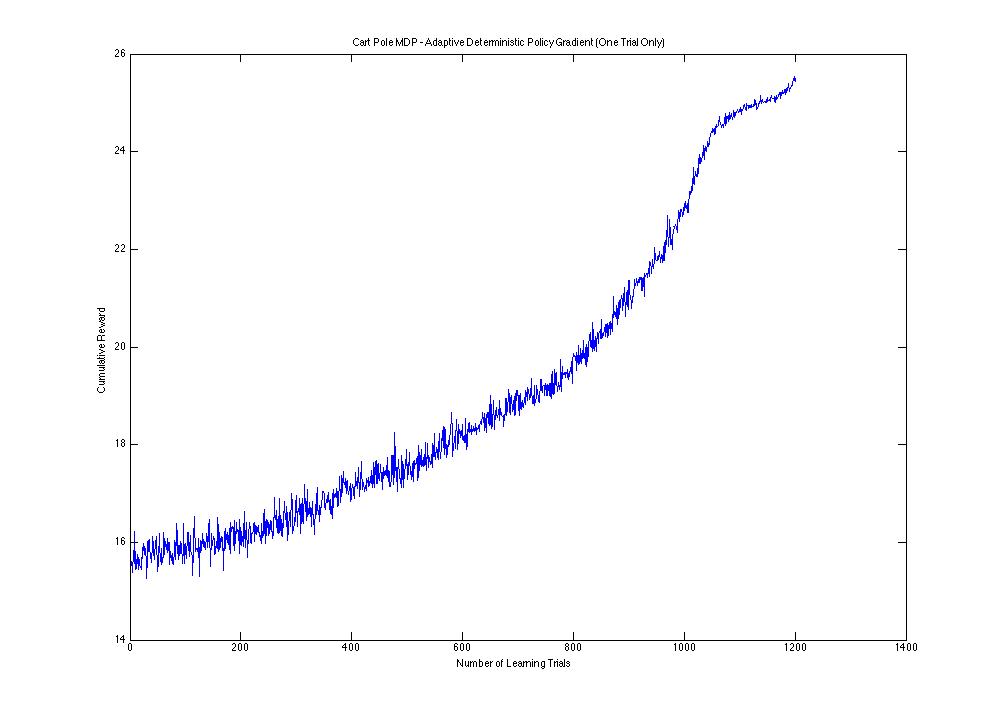 Cart Pole MDP - Adaptive Deterministic Policy Gradient (One Trial Only)
26
24
22
20
18
16
14
Cumulative Reward
0 200 400 600 800 1000 1200 1400
Number of Learning Trials